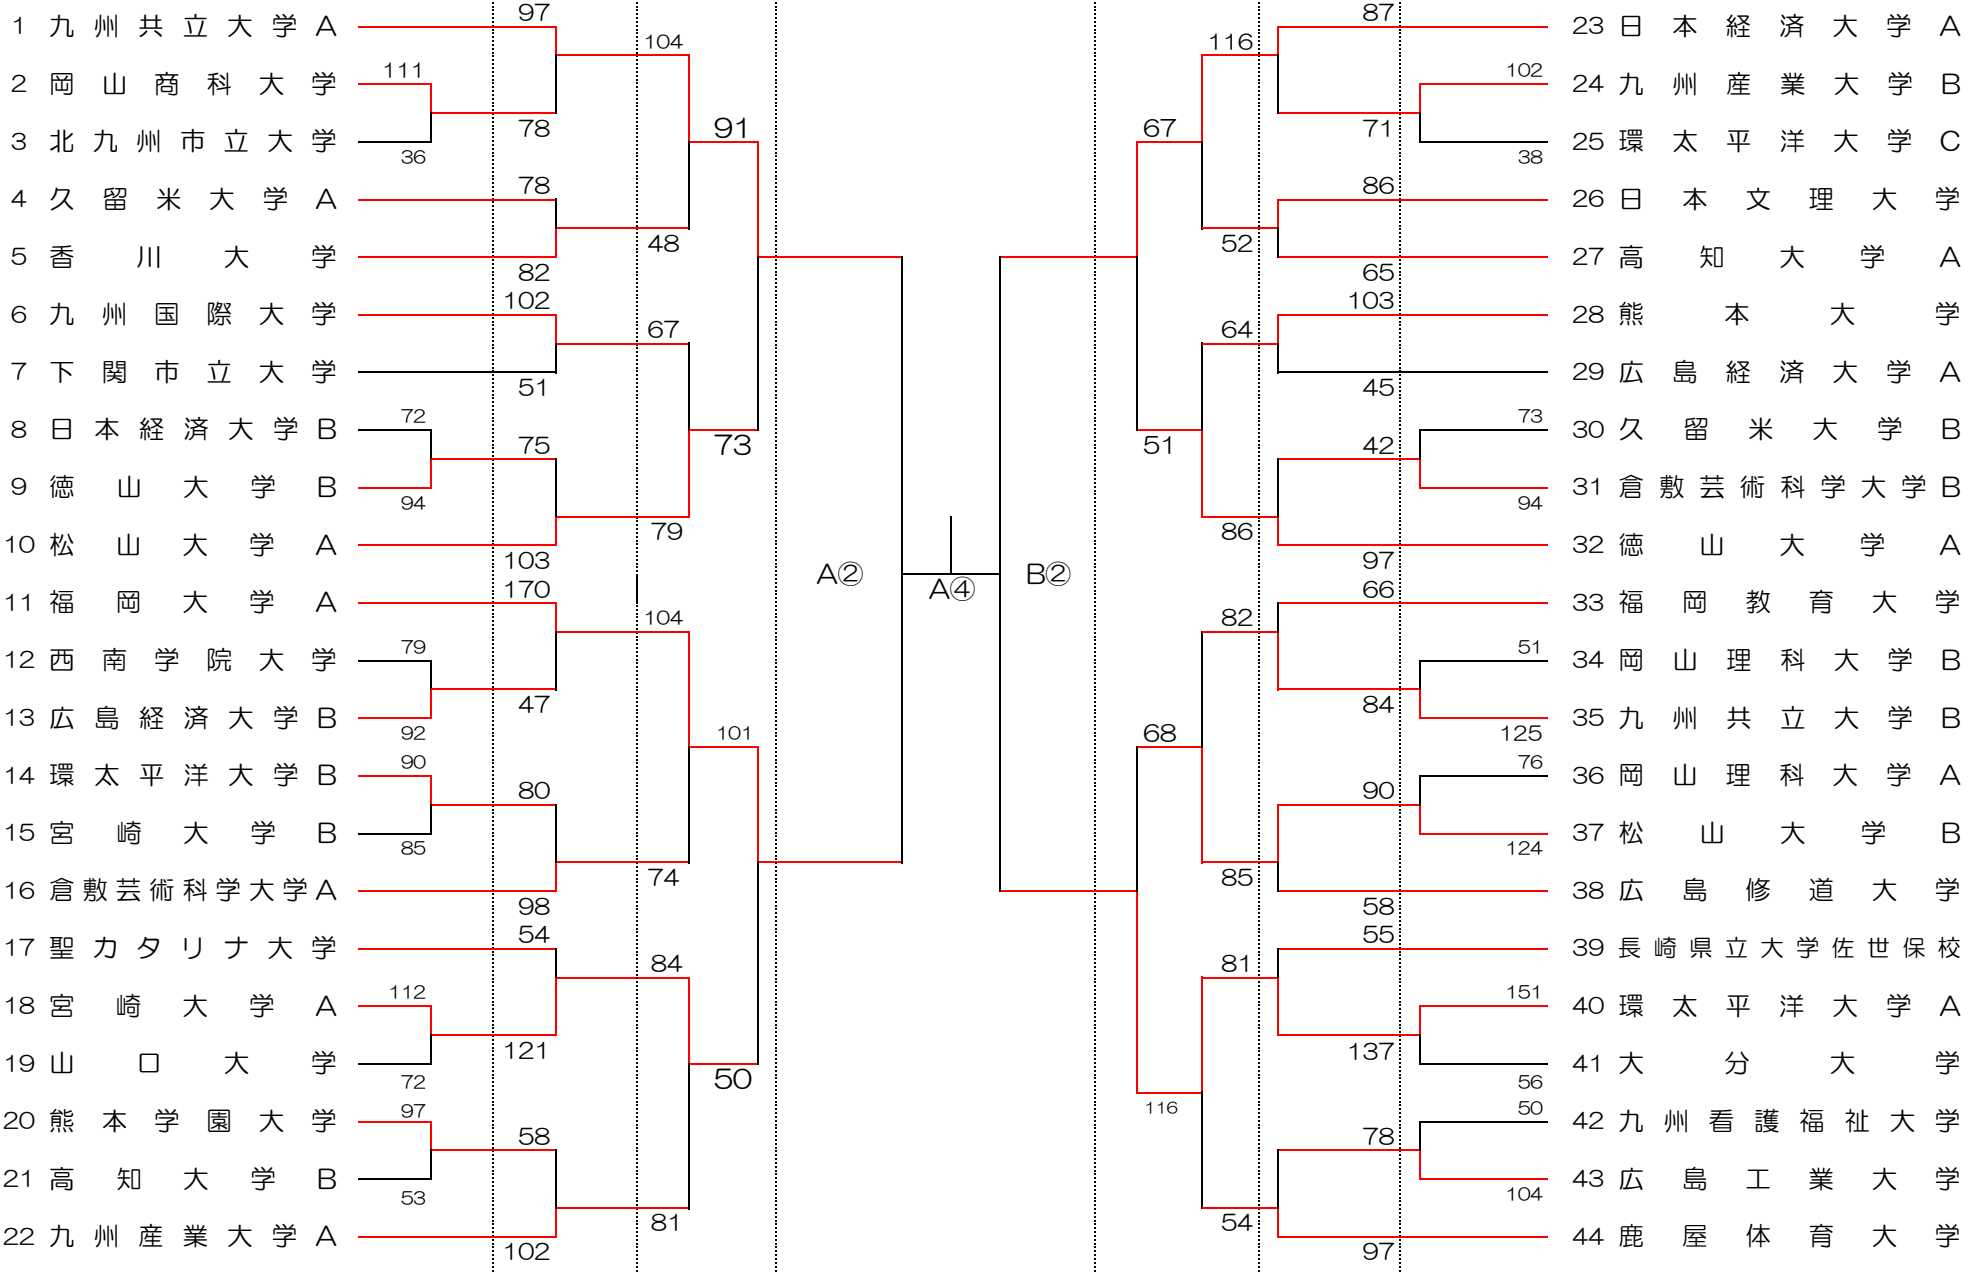 97
87
1 九州共立大学A
23 日本経済大学A
104
116
111
102
2 岡山商科大学
24 九州産業大学B
78
91
67
71
3 北九州市立大学
25 環太平洋大学C
36
38
78
86
4 久留米大学A
26 日本文理大学
48
52
5 香川大学
27 高知大学A
82
65
102
103
6 九州国際大学
28 熊本大学
67
64
7 下関市立大学
29 広島経済大学A
51
45
72
73
8 日本経済大学B
30 久留米大学B
75
73
51
42
9 徳山大学B
31 倉敷芸術科学大学B
94
94
79
86
10 松山大学A
32 徳山大学A
103
97
A②
A④
B②
170
66
11 福岡大学A
33 福岡教育大学
104
82
79
51
12 西南学院大学
34 岡山理科大学B
47
84
13 広島経済大学B
35 九州共立大学B
92
101
68
125
90
76
14 環太平洋大学B
36 岡山理科大学A
80
90
15 宮崎大学B
37 松山大学B
85
124
74
85
16 倉敷芸術科学大学A
38 広島修道大学
98
58
54
55
17 聖カタリナ大学
39 長崎県立大学佐世保校
84
81
112
151
18 宮崎大学A
40 環太平洋大学A
121
137
19 山口大学
41 大分大学
72
50
56
97
116
50
20 熊本学園大学
42 九州看護福祉大学
58
78
21 高知大学B
43 広島工業大学
53
104
81
54
22 九州産業大学A
44 鹿屋体育大学
102
97